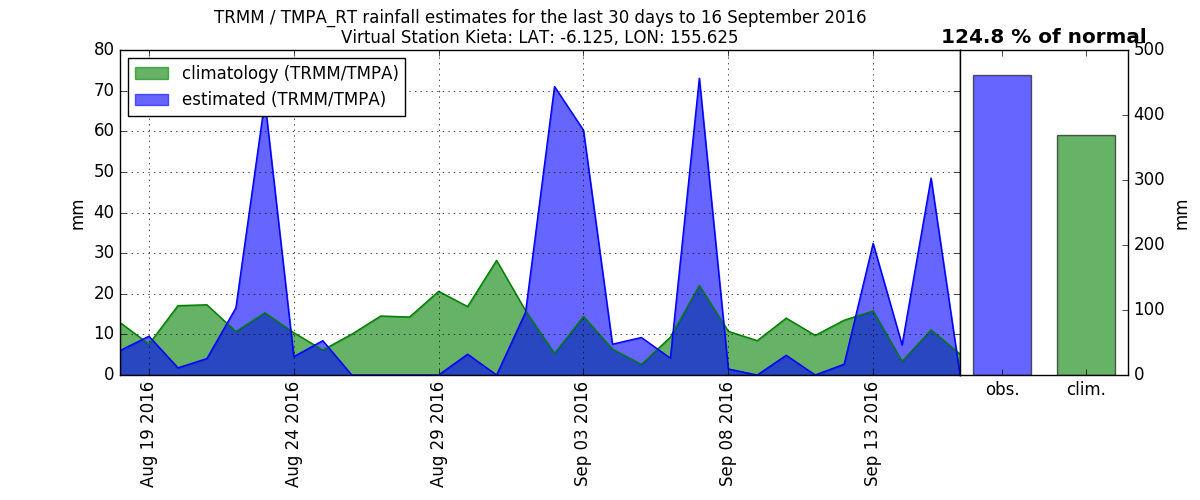 TRMM / TMPA_RT rainfall estimates for the last 30 days to 16 September 2016
Virtual Station Kieta: LAT: -6.125, LON: 155.625
124.8 % of normal
climatology (TRMM/TMPA)
estimated (TRMM/TMPA)
80
70
60
50
40
30
20
10
0
mm
Aug 19 2016
Aug 24 2016
Aug 29 2016
Sep 03 2016
Sep 08 2016
Sep 13 2016
500
400
300
200
100
0
mm
obs.
clim.